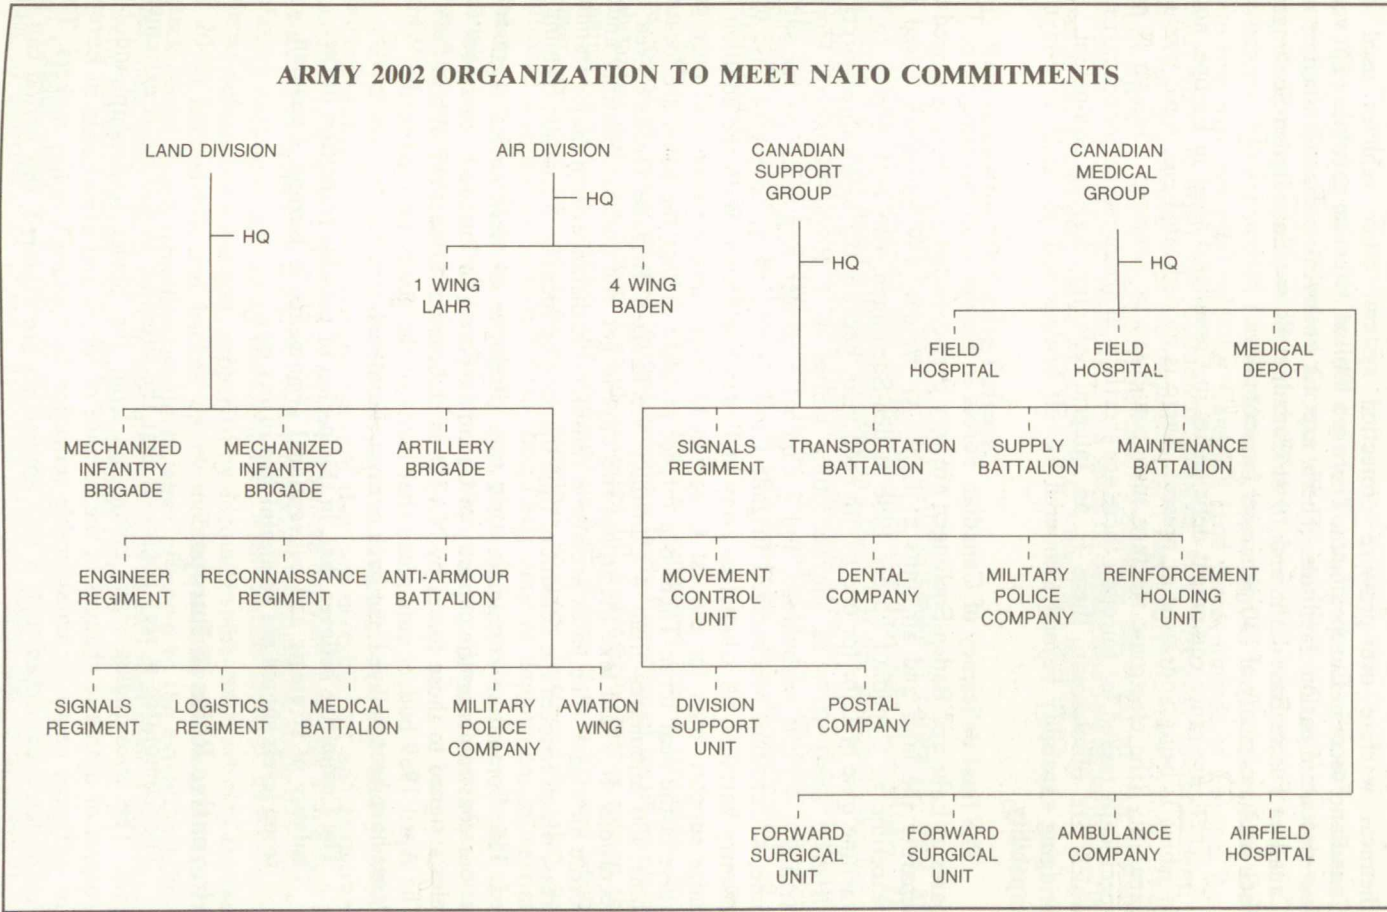 ARMY 2002 ORGANIZATION TO MEET NATO COMMITMENTS
LAND DIVISION
HQ
MECHANIZED
INFANTRY
BRIGADE
MECHANIZED
INFANTRY
BRIGADE
ARTILLERY
BRIGADE
ENGINEER
REGIMENT
RECONNAISSANCE
REGIMENT
ANTI-ARMOUR
BATTALION
SIGNALS
REGIMENT
LOGISTICS
REGIMENT
MEDICAL
BATTALION
MILITARY
POLICE
COMPANY
AVIATION
WING
AIR DIVISION
HQ
1 WING
LAHR
4 WING
BADEN
CANADIAN
SUPPORT
GROUP
HQ
SIGNALS
REGIMENT
TRANSPORTATION
BATTALION
SUPPLY
BATTALION
MAINTENANCE
BATTALION
MOVEMENT
CONTROL
UNIT
DENTAL
COMPANY
MILITARY
POLICE
COMPANY
REINFORCEMENT
HOLDING
UNIT
DIVISION
SUPPORT
UNIT
POSTAL
COMPANY
CANADIAN
MEDICAL
GROUP
HQ
FIELD
HOSPITAL
FIELD
HOSPITAL
MEDICAL
DEPOT
FORWARD
SURGICAL
UNIT
FORWARD
SURGICAL
UNIT
AMBULANCE
COMPANY
AIRFIELD
HOSPITAL